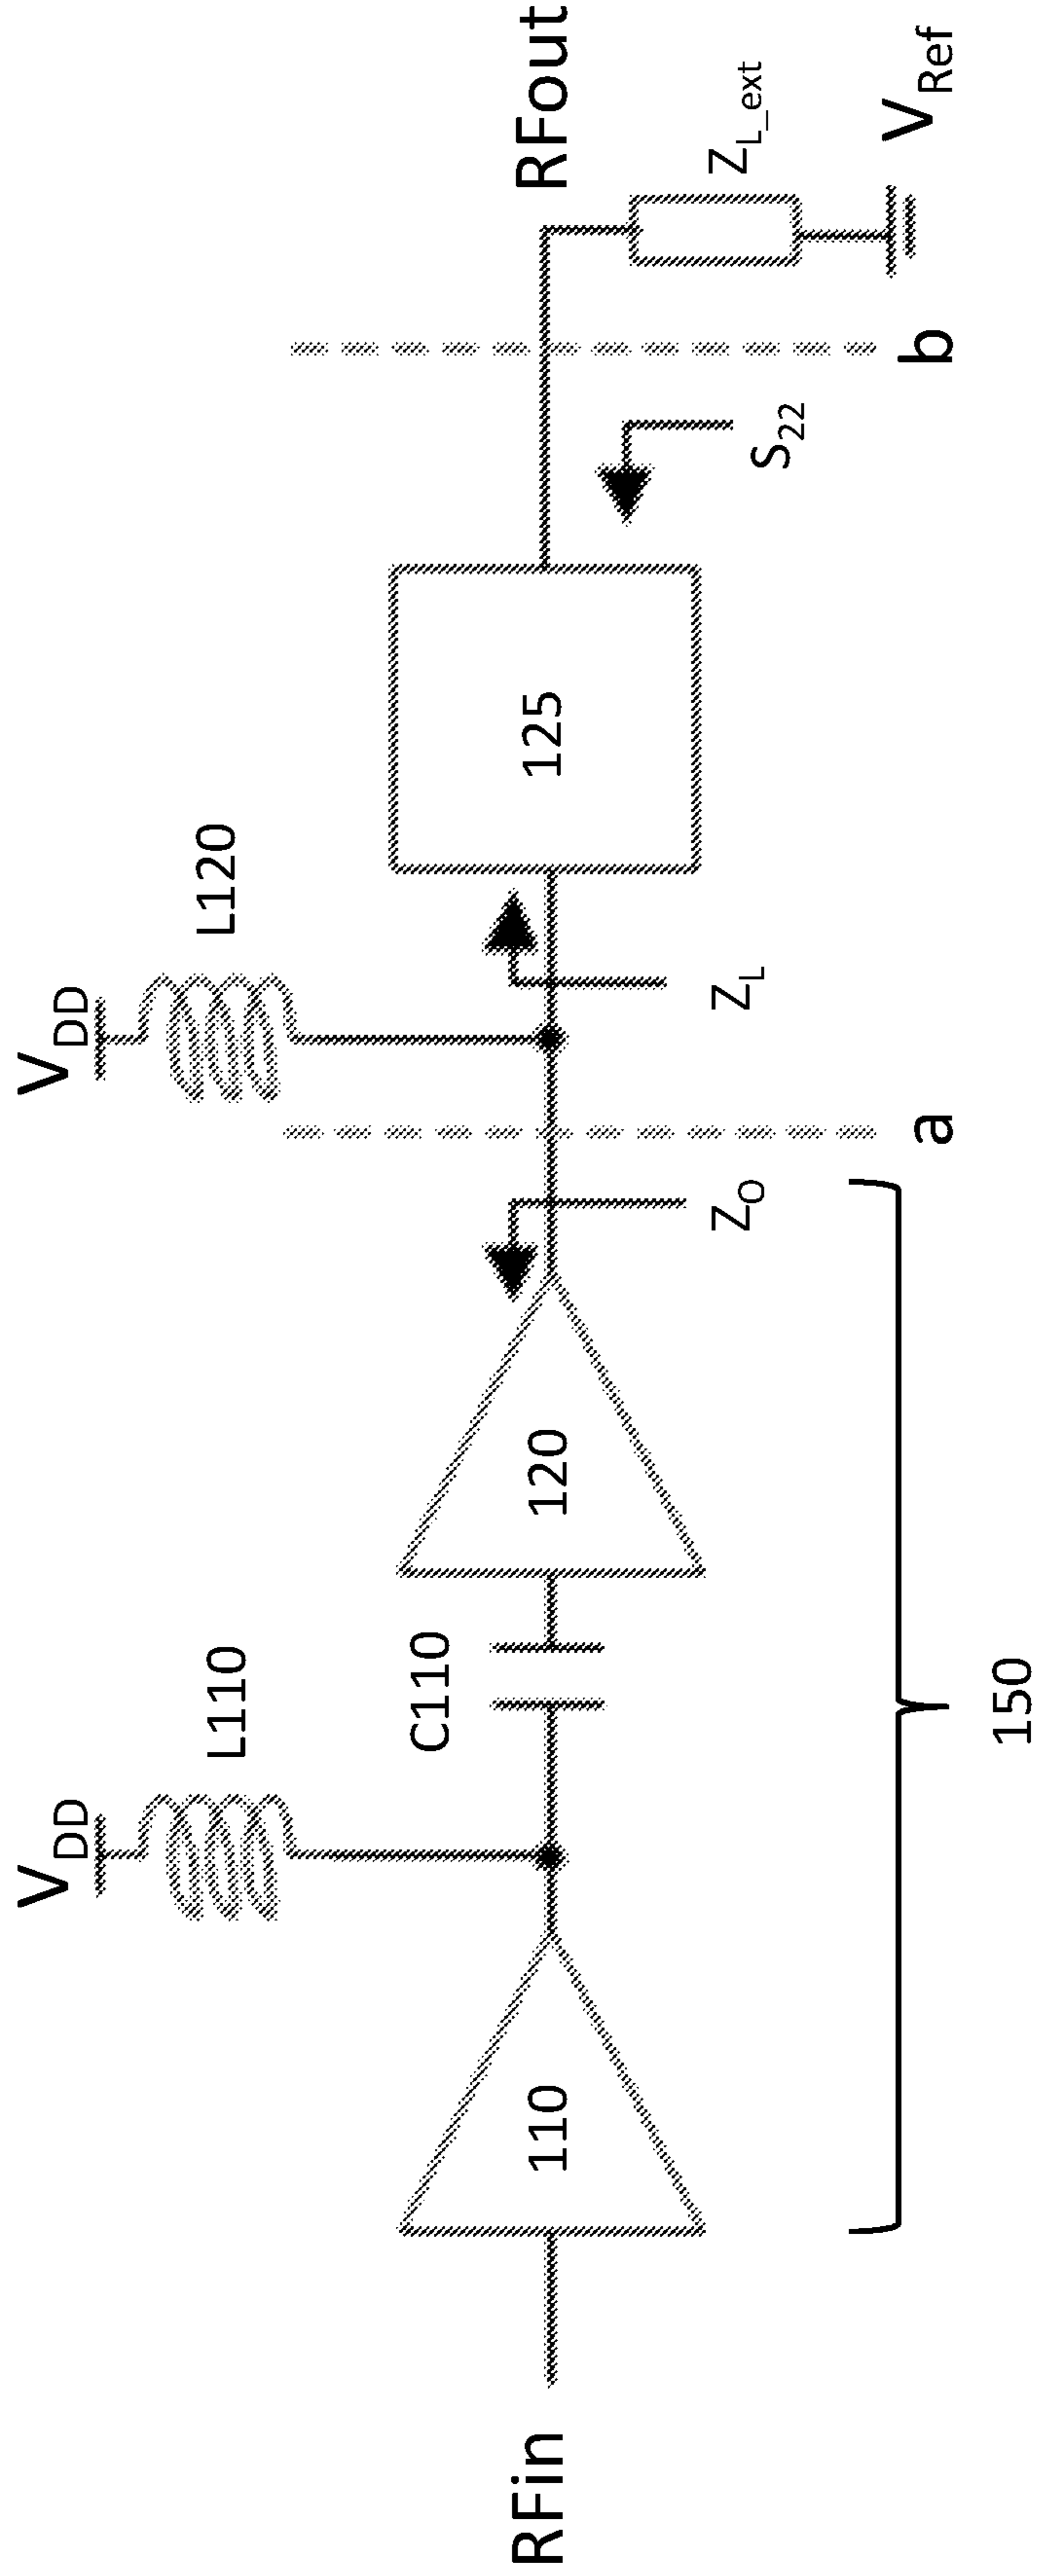 RFin
110
V_DD
L110
C110
120
150
Z_O
a
V_DD
L120
Z_L
125
S_22
b
RFout
Z_L_ext
V_Ref